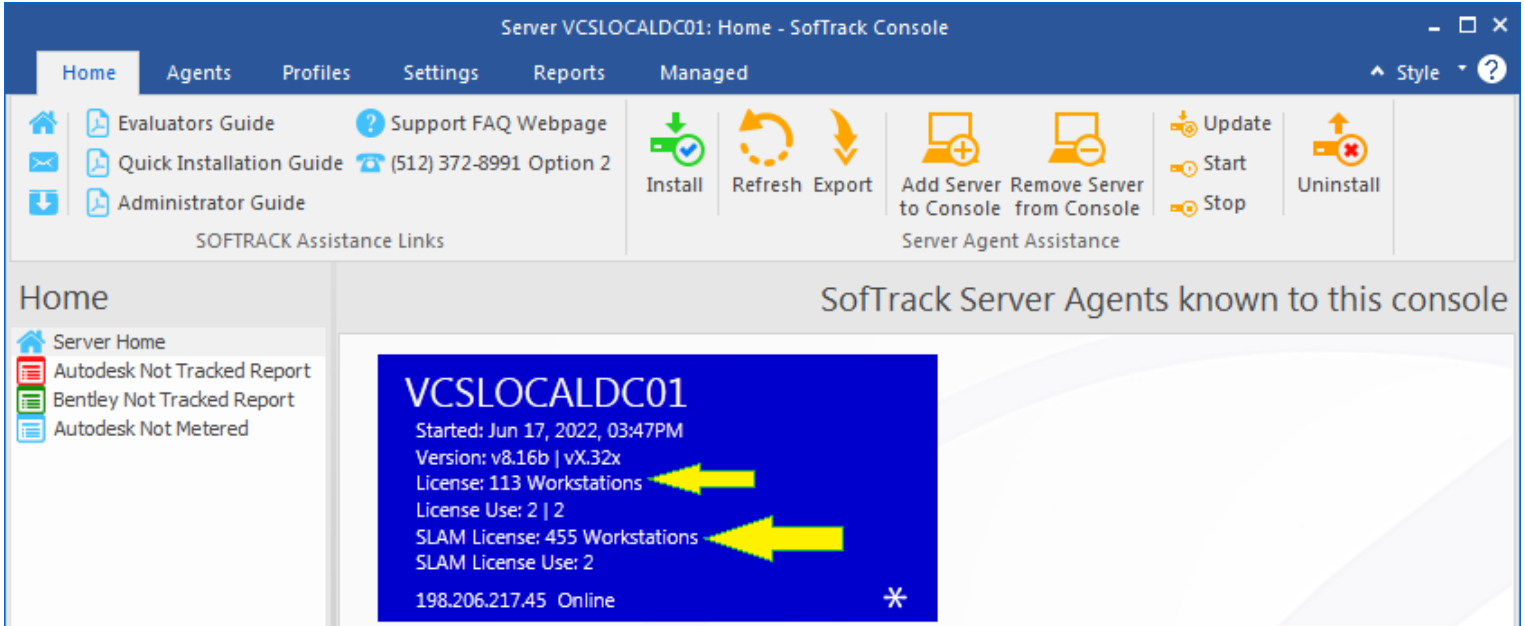 Server VCSLOCALDC01: Home - SofTrack Console
Home Agents Profiles Settings Reports Managed Style ?
Evaluators Guide
Quick Installation Guide
Administrator Guide
? Support FAQ Webpage
(512) 372-8991 Option 2
SOFTRACK Assistance Links
Install
Refresh
Export
Add Server
to Console
Remove Server
from Console
Update
Start
Stop
Uninstall
Server Agent Assistance
Home
Server Home
Autodesk Not Tracked Report
Bentley Not Tracked Report
Autodesk Not Metered
SofTrack Server Agents known to this console
VCSLOCALDC01
Started: Jun 17, 2022, 03:47PM
Version: v8.16b | vX.32x
License: 113 Workstations
License Use: 2 | 2
SLAM License: 455 Workstations
SLAM License Use: 2
198.206.217.45 Online